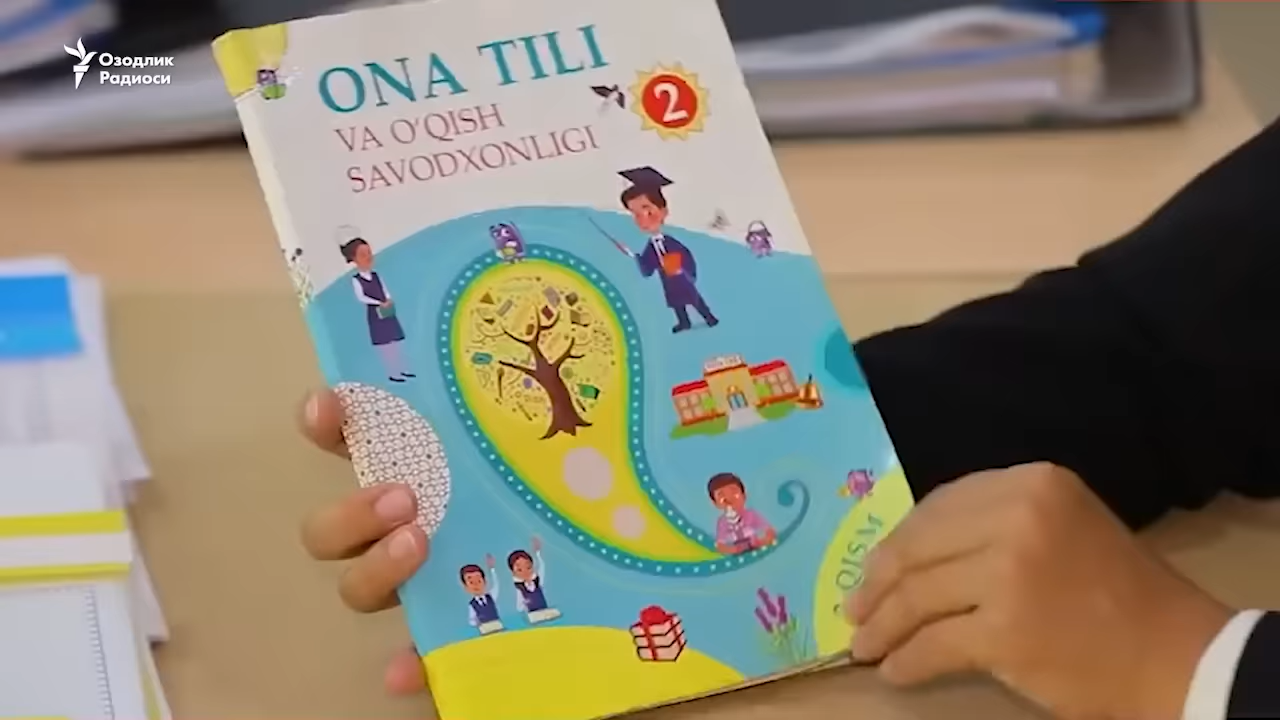 Озодлик
Радиоси
ONA TILI
VA O‘QISH
SAVODXONLIGI
2
QISM